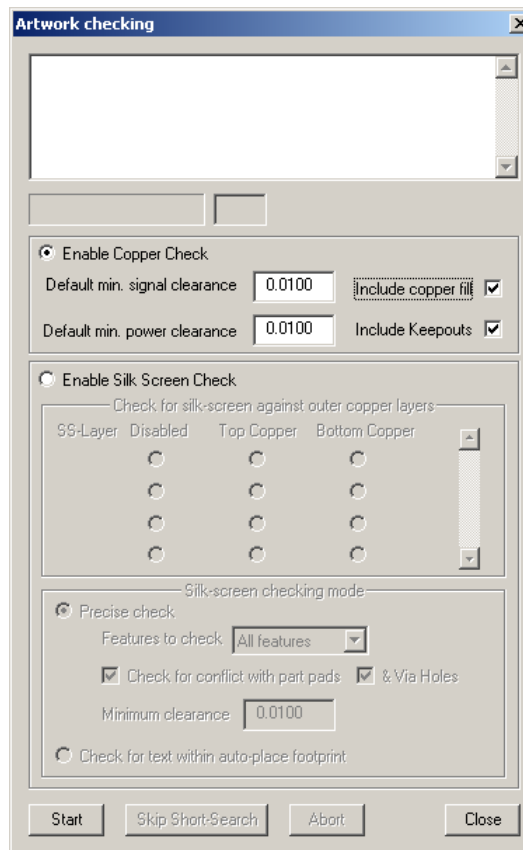 Artwork checking
Enable Copper Check
Default min. signal clearance 0.0100 Include copper fill
Default min. power clearance 0.0100 Include Keepouts
Enable Silk Screen Check
Check for silk-screen against outer copper layers
SS-Layer Disabled Top Copper Bottom Copper
Silk-screen checking mode
Precise check
Features to check All features
Check for conflict with part pads & Via Holes
Minimum clearance 0.0100
Check for text within auto-place footprint
Start Skip Short-Search Abort Close